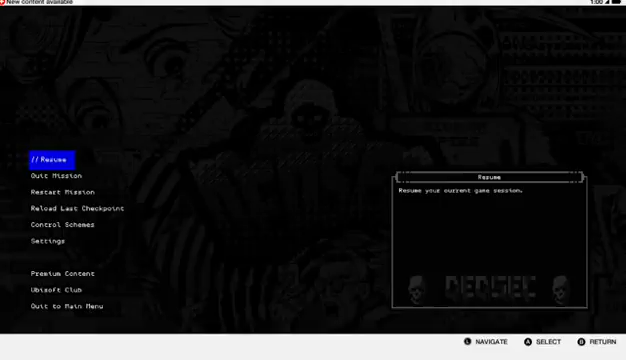 New content available
1:00
// Resume
Quit Mission
Restart Mission
Reload Last Checkpoint
Control Schemes
Settings
Premium Content
Ubisoft Club
Quit to Main Menu
Resume
Resume your current game session.
DEDSEC
L NAVIGATE
A SELECT
B RETURN